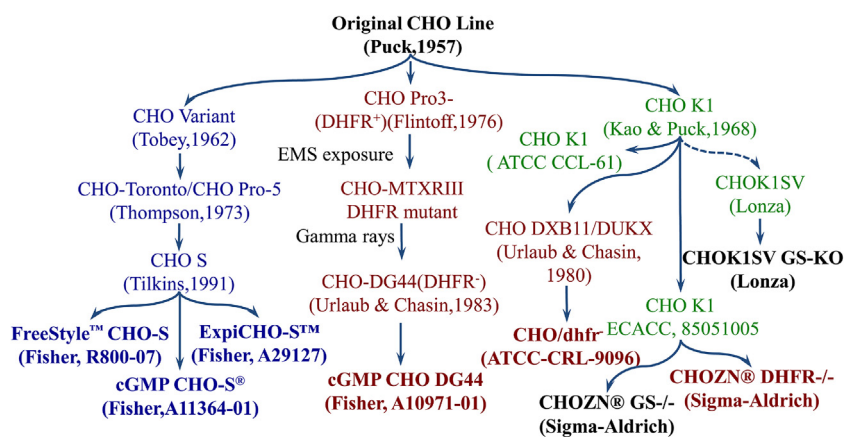 Original CHO Line
(Puck,1957)
CHO Variant
(Tobey,1962)
CHO-Toronto/CHO Pro-5
(Thompson,1973)
CHO S
(Tilkins,1991)
FreeStyle™ CHO-S
(Fisher, R800-07)
ExpiCHO-S™
(Fisher, A29127)
cGMP CHO-S®
(Fisher,A11364-01)
CHO Pro3-
(DHFR⁺)(Flintoff,1976)
EMS exposure
CHO-MTXRIII
DHFR mutant
Gamma rays
CHO-DG44(DHFR⁻)
(Urlaub & Chasin,1983)
cGMP CHO DG44
(Fisher, A10971-01)
CHO K1
(Kao & Puck,1968)
CHO K1
( ATCC CCL-61)
CHO DXB11/DUKX
(Urlaub & Chasin,
1980)
CHO/dhfr⁻
(ATCC-CRL-9096)
CHOK1SV
(Lonza)
CHOK1SV GS-KO
(Lonza)
CHO K1
ECACC, 85051005
CHOZN® GS-/-
(Sigma-Aldrich)
CHOZN® DHFR-/-
(Sigma-Aldrich)